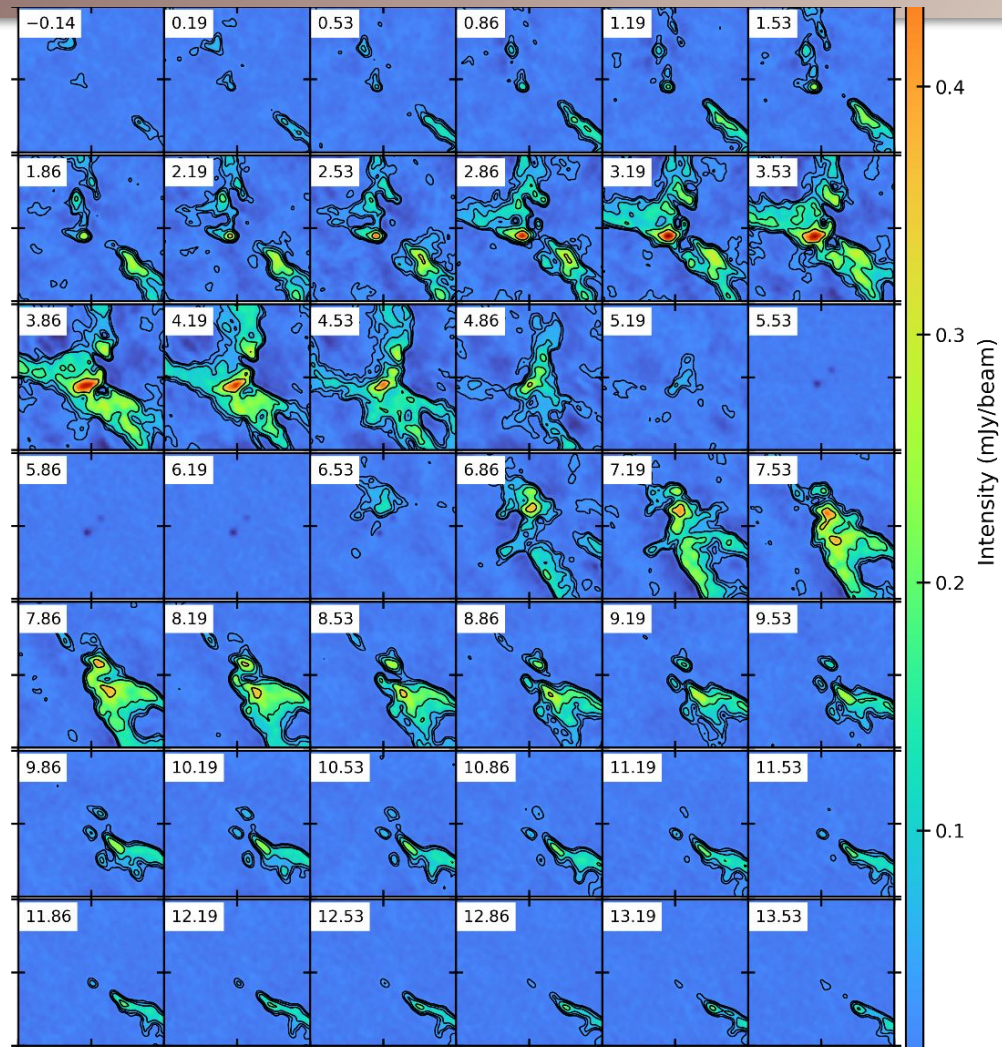 −0.14 0.19 0.53 0.86 1.19 1.53
0.4
1.86 2.19 2.53 2.86 3.19 3.53
3.86 4.19 4.53 4.86 5.19 5.53
0.3
Intensity (mJy/beam)
5.86 6.19 6.53 6.86 7.19 7.53
0.2
7.86 8.19 8.53 8.86 9.19 9.53
9.86 10.19 10.53 10.86 11.19 11.53
0.1
11.86 12.19 12.53 12.86 13.19 13.53